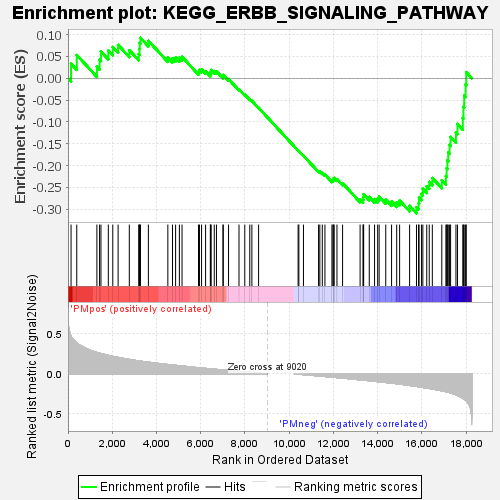 Enrichment plot: KEGG_ERBB_SIGNALING_PATHWAY
Enrichment score (ES)
0.10
0.05
0.00
-0.05
-0.10
-0.15
-0.20
-0.25
-0.30
'PMpos' (positively correlated)
Ranked list metric (Signal2Noise)
0.5
0.0
-0.5
Zero cross at 9020
'PMneg' (negatively correlated)
0 2,000 4,000 6,000 8,000 10,000 12,000 14,000 16,000 18,000
Rank in Ordered Dataset
Enrichment profile Hits Ranking metric scores